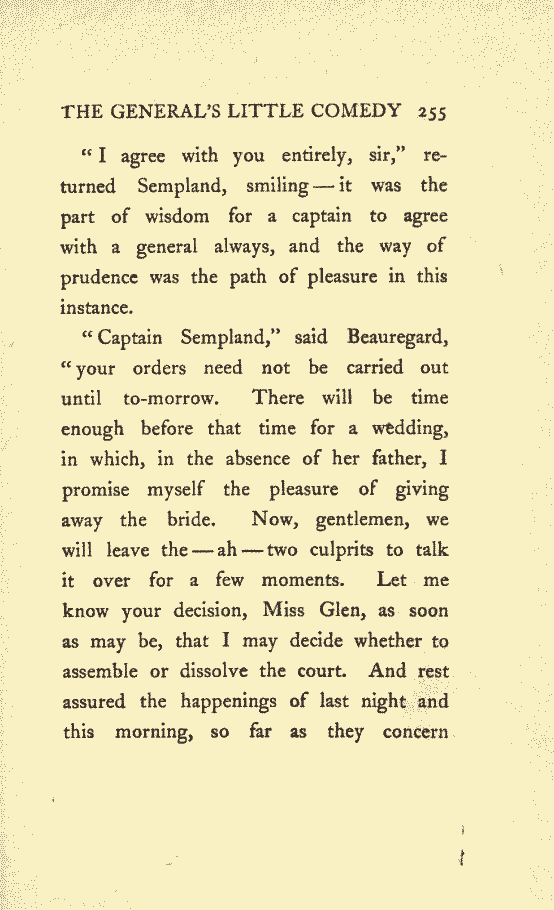 THE GENERAL'S LITTLE COMEDY 255
"I agree with you entirely, sir," re-
turned Sempland, smiling—it was the
part of wisdom for a captain to agree
with a general always, and the way of
prudence was the path of pleasure in this
instance.
"Captain Sempland," said Beauregard,
"your orders need not be carried out
until to-morrow. There will be time
enough before that time for a wedding,
in which, in the absence of her father, I
promise myself the pleasure of giving
away the bride. Now, gentlemen, we
will leave the—ah—two culprits to talk
it over for a few moments. Let me
know your decision, Miss Glen, as soon
as may be, that I may decide whether to
assemble or dissolve the court. And rest
assured the happenings of last night and
this morning, so far as they concern